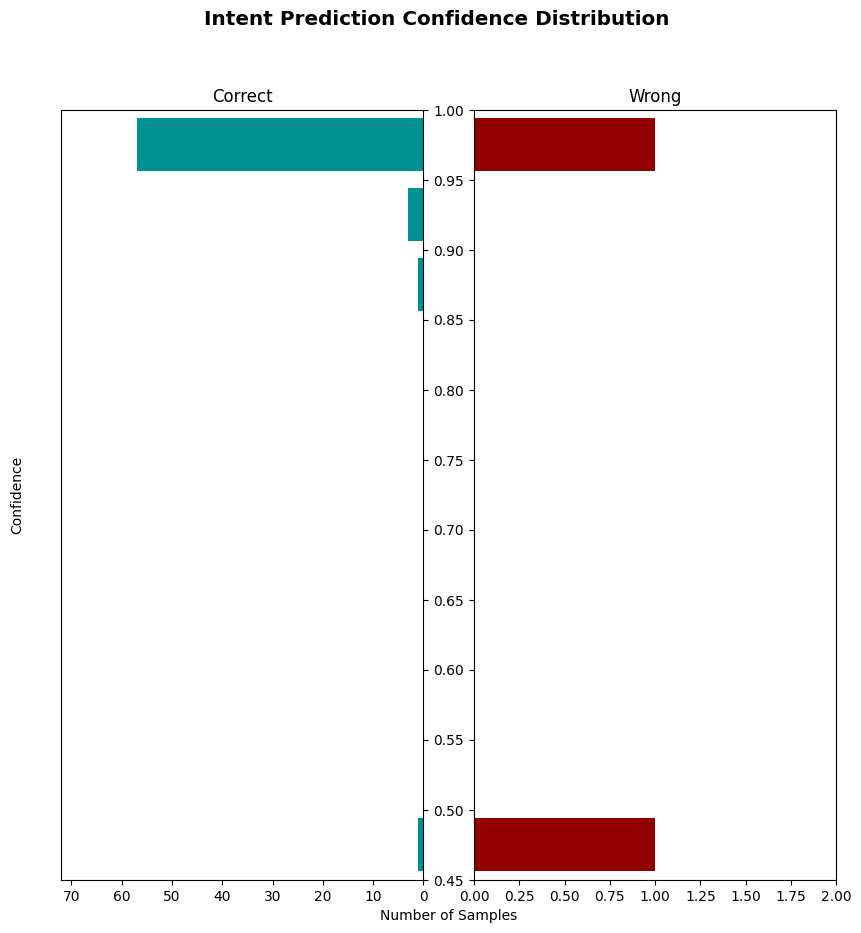 Intent Prediction Confidence Distribution
Correct
Wrong
1.00
0.95
0.90
0.85
0.80
0.75
0.70
0.65
0.60
0.55
0.50
0.45
Confidence
70 60 50 40 30 20 10 0
0.00 0.25 0.50 0.75 1.00 1.25 1.50 1.75 2.00
Number of Samples